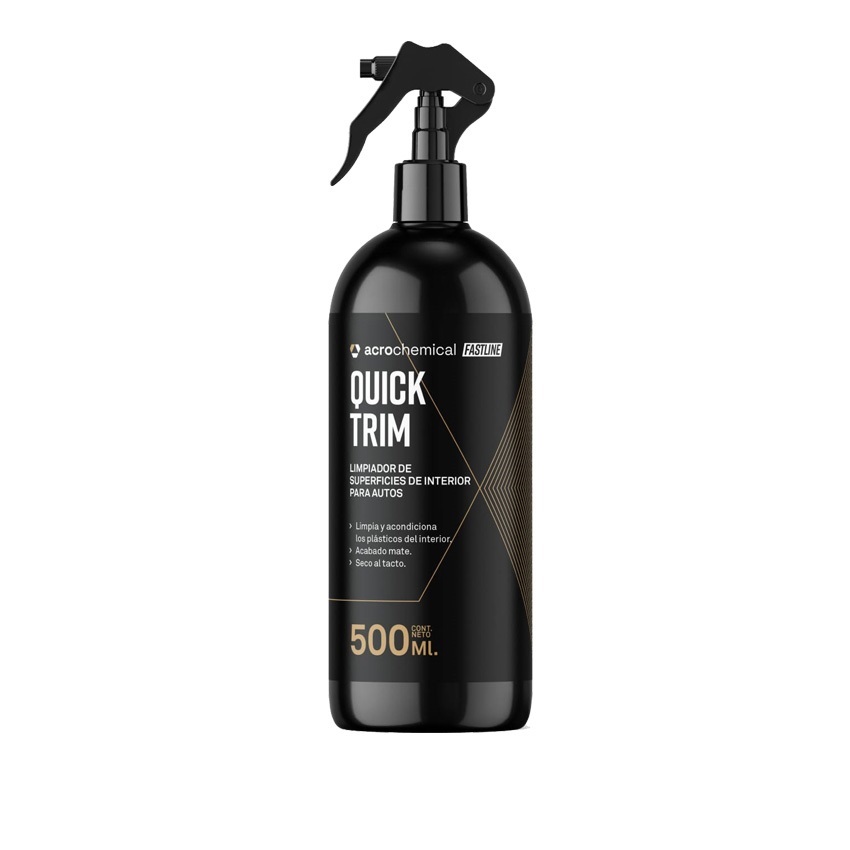 acrochemical FASTLINE
QUICK
TRIM
LIMPIADOR DE
SUPERFICIES DE INTERIOR
PARA AUTOS
› Limpia y acondiciona
los plásticos del interior.
› Acabado mate.
› Seco al tacto.
500 CONT. NETO Ml.